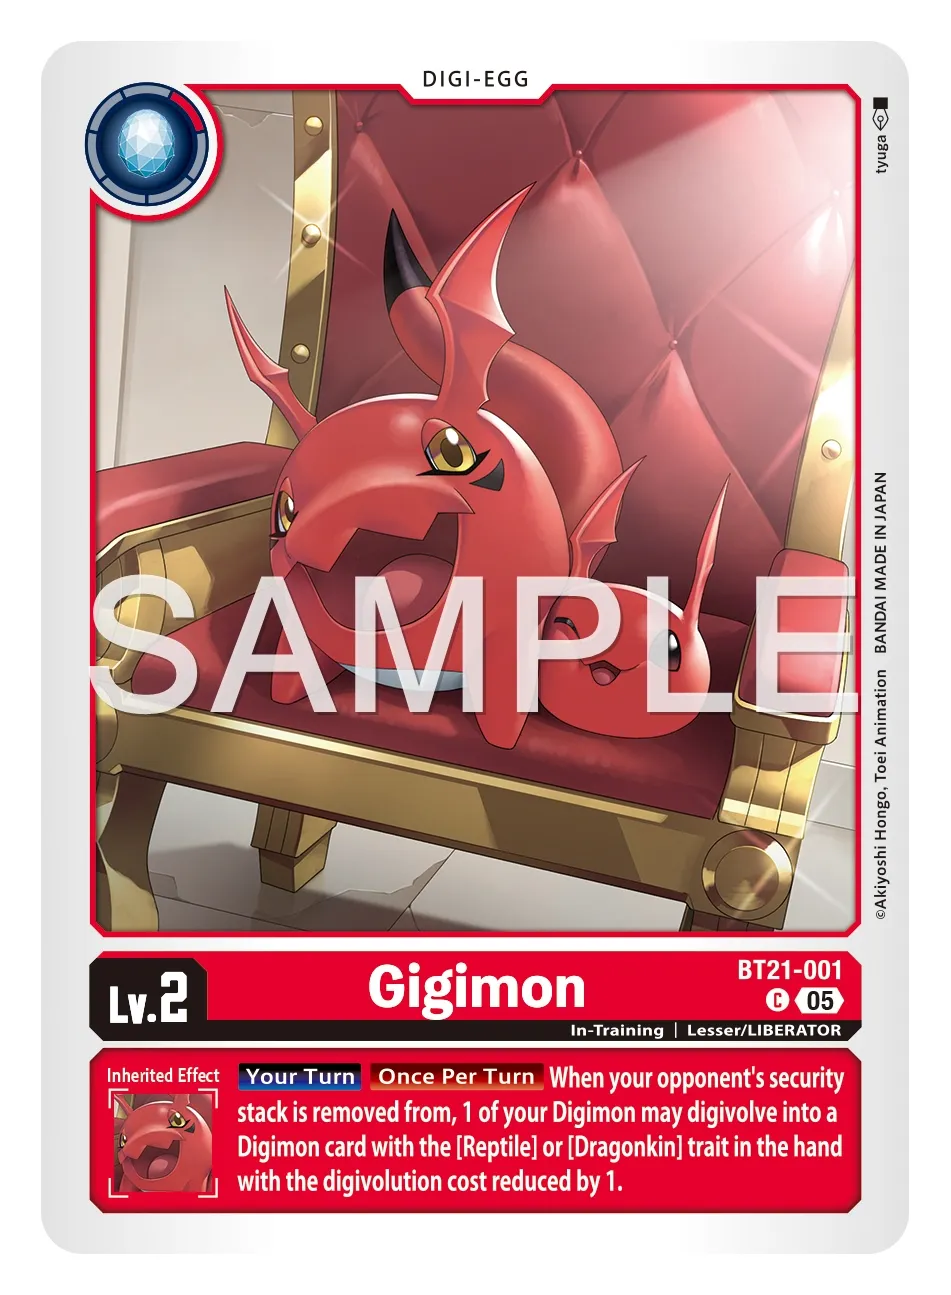 DIGI-EGG
tyuga
SAMPLE
©Akiyoshi Hongo, Toei Animation BANDAI MADE IN JAPAN
Lv.2
Gigimon
BT21-001
C 05
In-Training | Lesser/LIBERATOR
Inherited Effect
Your Turn Once Per Turn When your opponent's security
stack is removed from, 1 of your Digimon may digivolve into a
Digimon card with the [Reptile] or [Dragonkin] trait in the hand
with the digivolution cost reduced by 1.